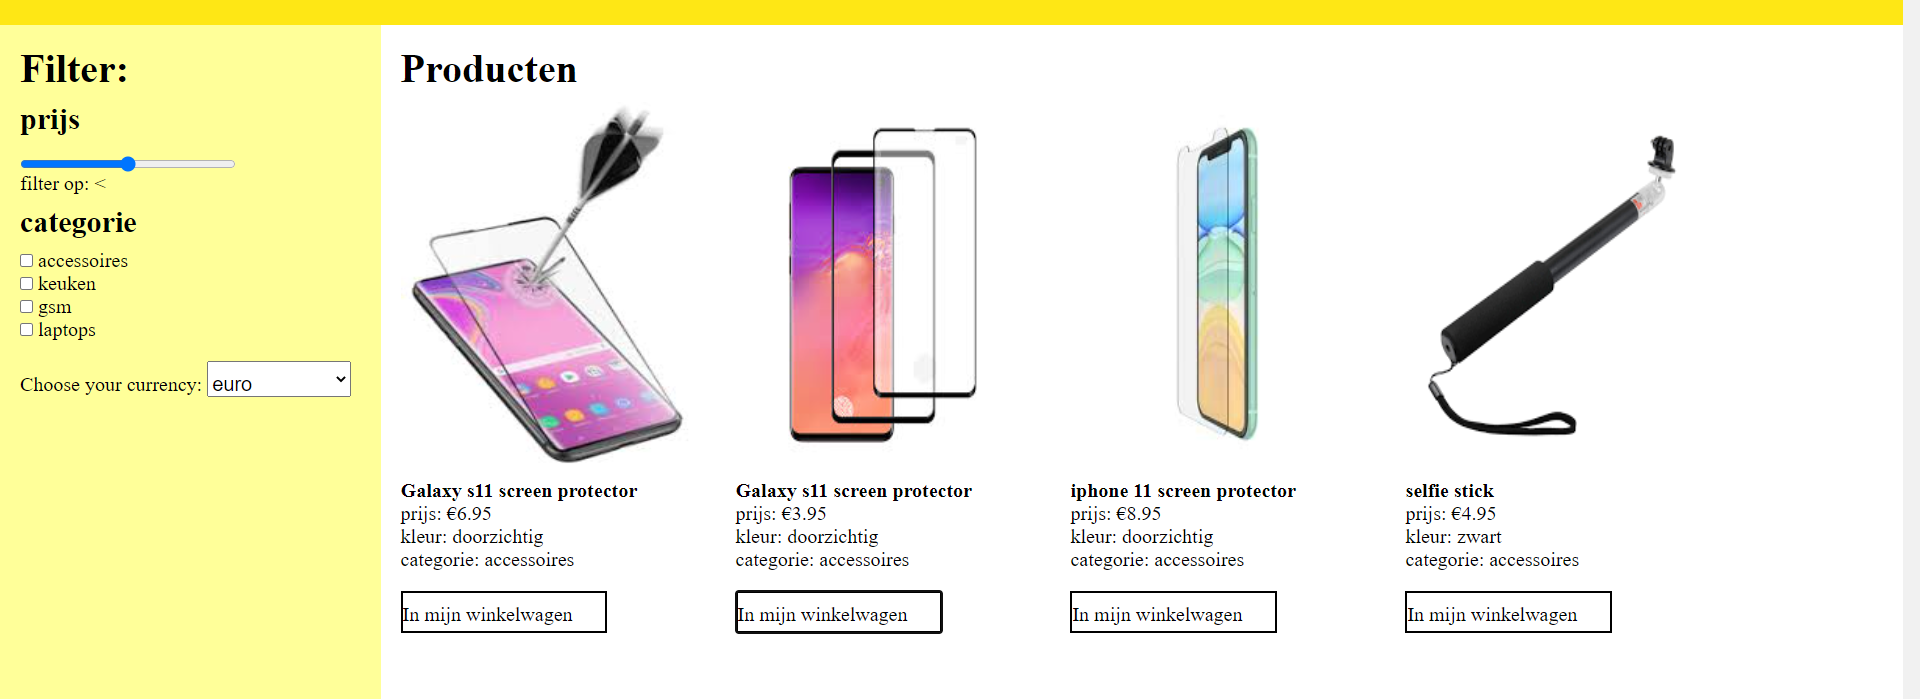 Filter:
prijs
filter op: <
categorie
accessoires
keuken
gsm
laptops
Choose your currency: euro
Producten
Galaxy s11 screen protector
prijs: €6.95
kleur: doorzichtig
categorie: accessoires
In mijn winkelwagen
Galaxy s11 screen protector
prijs: €3.95
kleur: doorzichtig
categorie: accessoires
In mijn winkelwagen
iphone 11 screen protector
prijs: €8.95
kleur: doorzichtig
categorie: accessoires
In mijn winkelwagen
selfie stick
prijs: €4.95
kleur: zwart
categorie: accessoires
In mijn winkelwagen